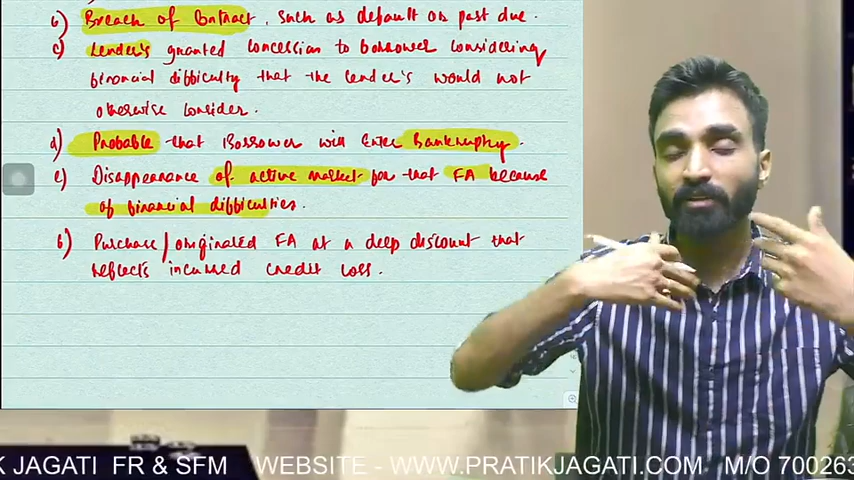 b) Breach of Contract, such as default or past due.
c) Lender's granted concession to borrower considering
financial difficulty that the lender's would not
otherwise consider.
d) Probable that Borrower will Enter Bankruptcy.
e) Disappearance of active market for that FA because
of financial difficulties.
b) Purchase/originated FA at a deep discount that
reflects incurred credit loss.
K JAGATI FR & SFM WEBSITE - WWW.PRATIKJAGATI.COM M/O 700263